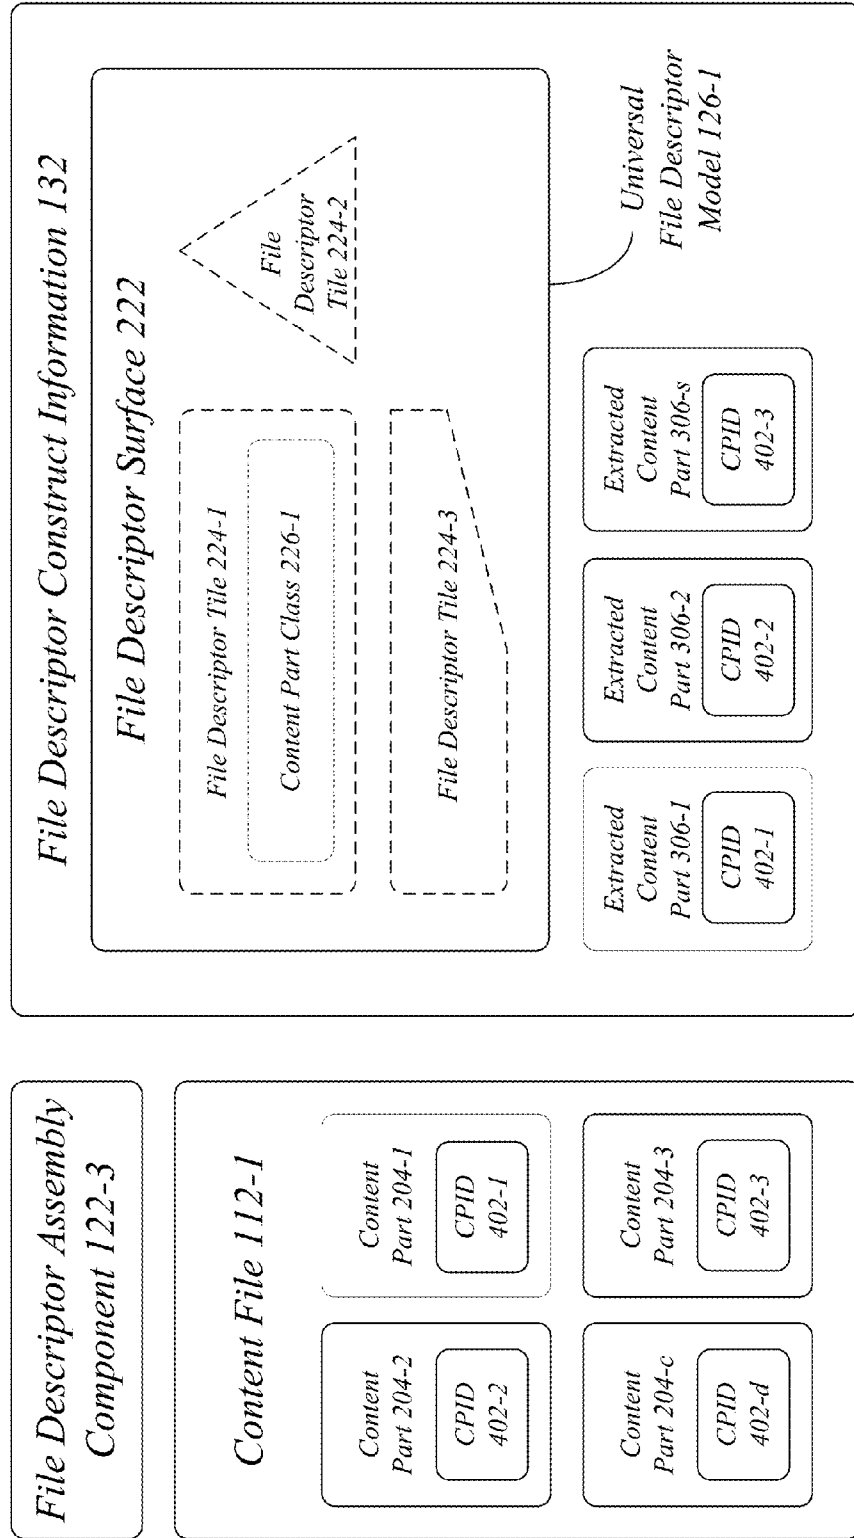 File Descriptor Assembly
Component 122-3
Content File 112-1
Content
Part 204-2
CPID
402-2
Content
Part 204-1
CPID
402-1
Content
Part 204-c
CPID
402-d
Content
Part 204-3
CPID
402-3
File Descriptor Construct Information 132
File Descriptor Surface 222
File Descriptor Tile 224-1
Content Part Class 226-1
File
Descriptor
Tile 224-2
File Descriptor Tile 224-3
Universal
File Descriptor
Model 126-1
Extracted
Content
Part 306-1
CPID
402-1
Extracted
Content
Part 306-2
CPID
402-2
Extracted
Content
Part 306-s
CPID
402-3